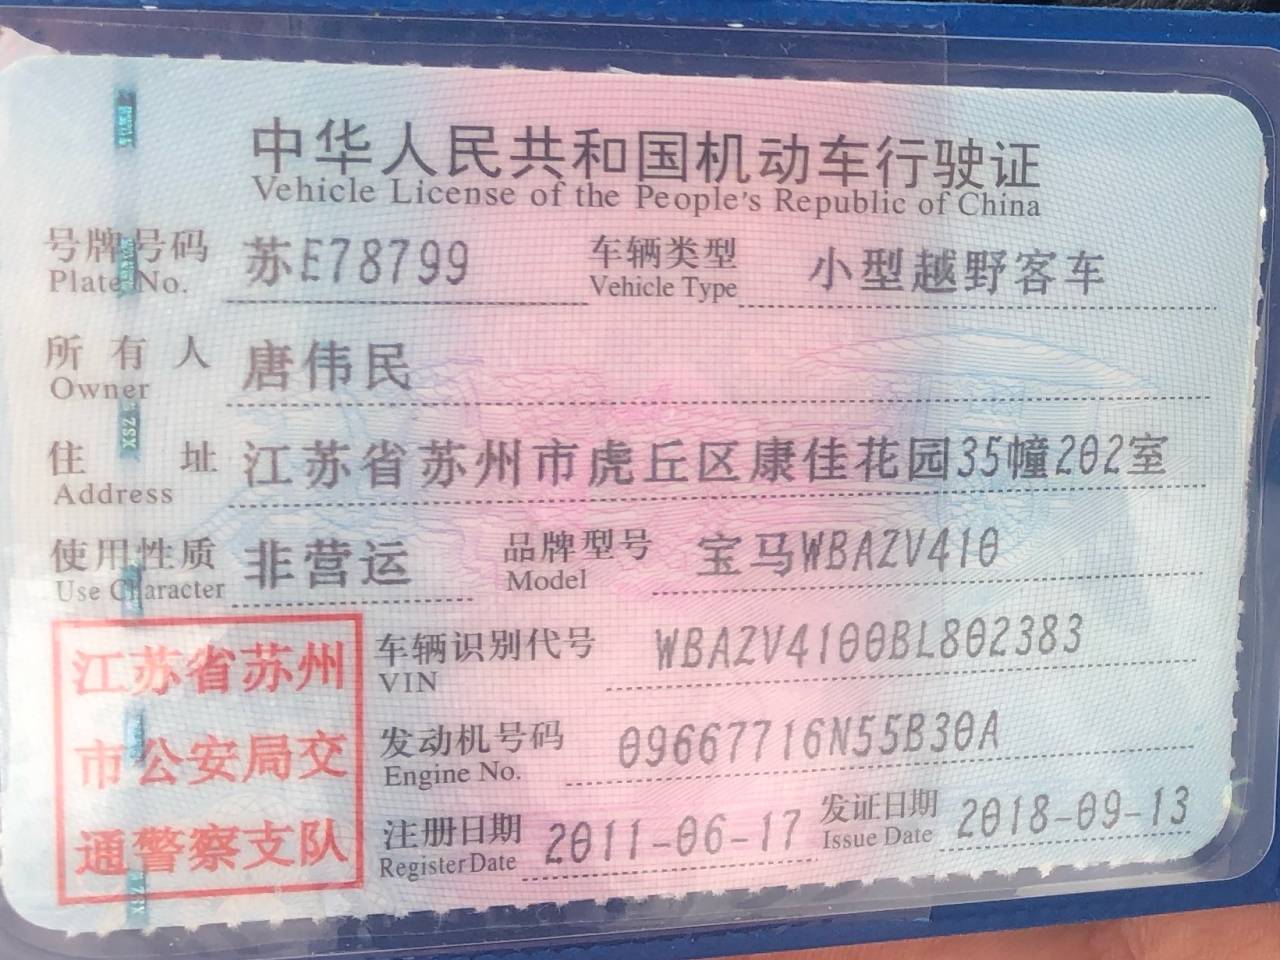 中华人民共和国机动车行驶证
Vehicle License of the People's Republic of China
号牌号码 苏E78799 车辆类型 小型越野客车
Plate No. Vehicle Type
所有人 唐伟民
Owner
住址 江苏省苏州市虎丘区康佳花园35幢202室
Address
使用性质 非营运 品牌型号 宝马WBAZV410
Use Character Model
江苏省苏州
市公安局交
通警察支队
车辆识别代号 WBAZV4100BL802383
VIN
发动机号码 09667716N55B30A
Engine No.
注册日期 2011-06-17 发证日期 2018-09-13
Register Date Issue Date